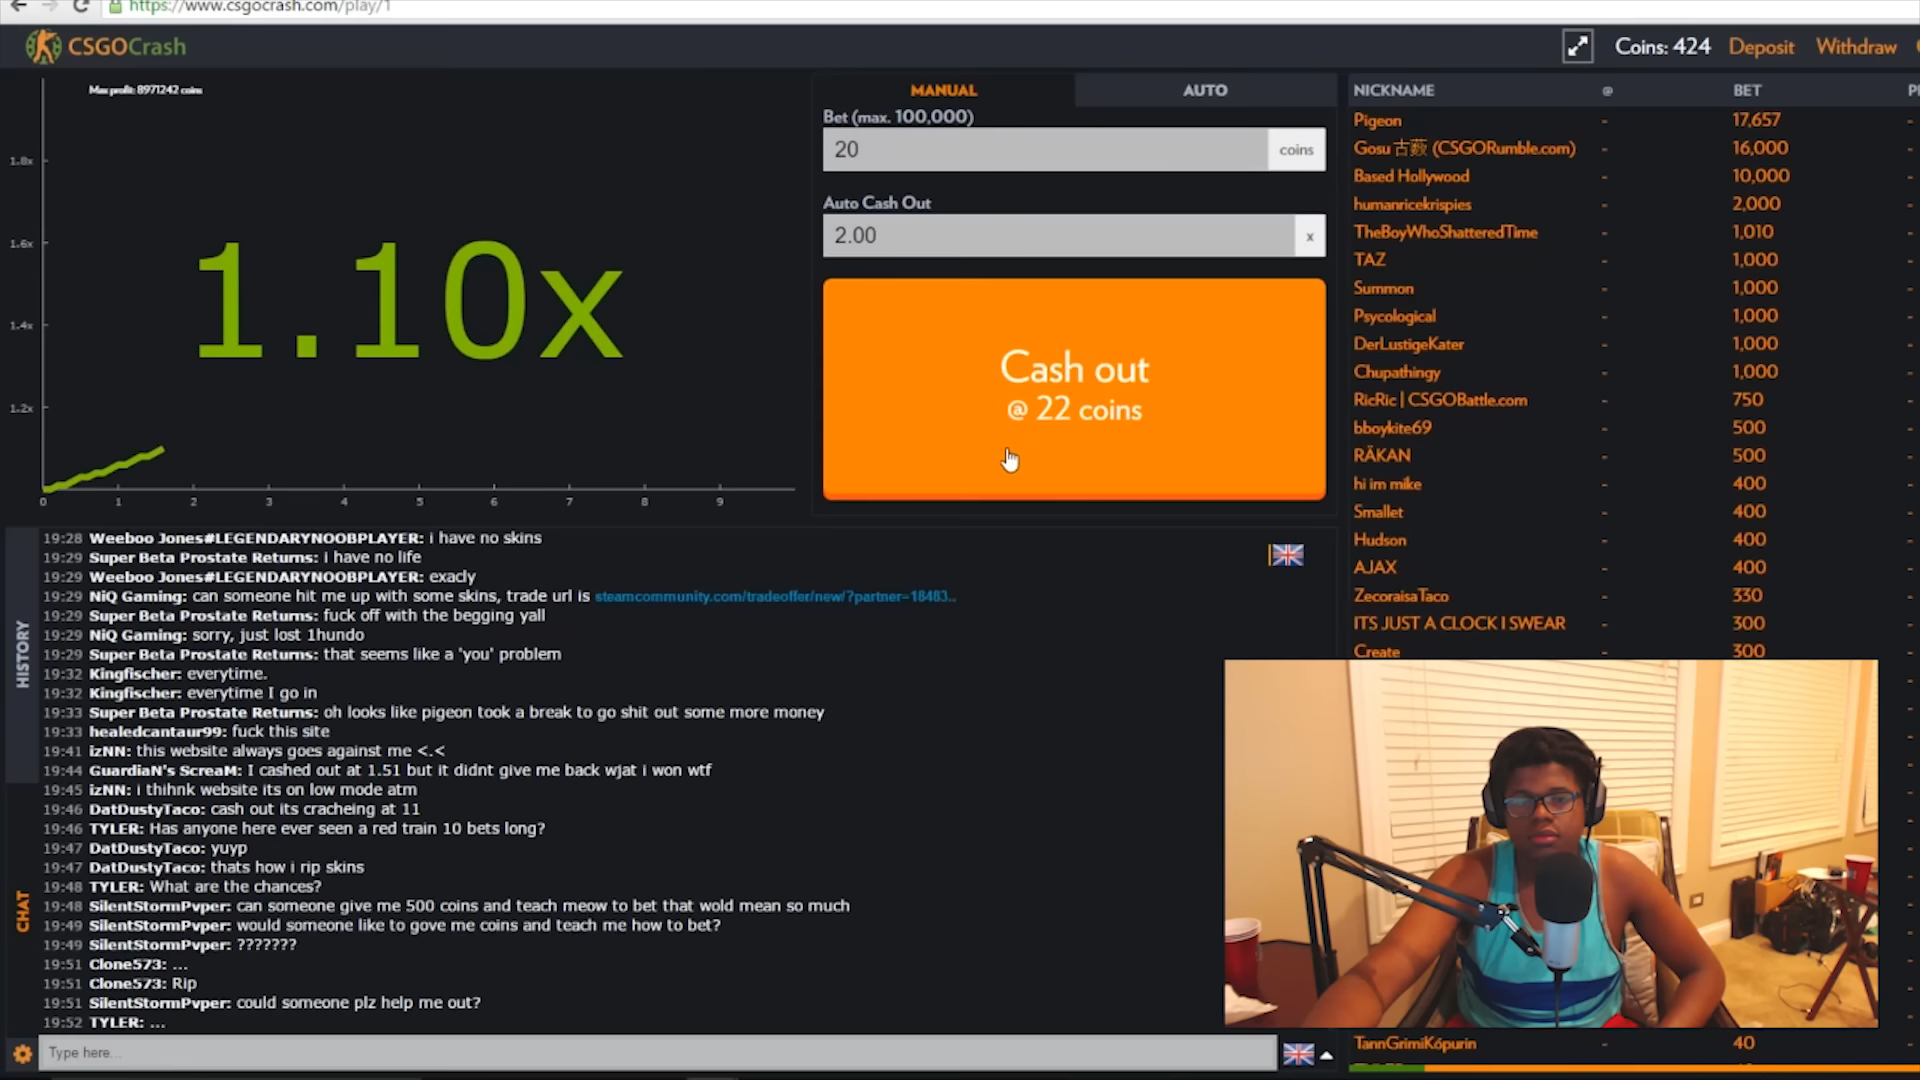 https://www.csgocrash.com/play/1
CSGOCrash
Coins: 424 Deposit Withdraw
Max profit: 8971242 coins
1.8x
1.6x
1.4x
1.2x
1.10x
0 1 2 3 4 5 6 7 8 9
MANUAL AUTO
Bet (max. 100,000)
20 coins
Auto Cash Out
2.00 x
Cash out
@ 22 coins
NICKNAME @ BET
Pigeon - 17,657 -
Gosu 古薮 (CSGORumble.com) - 16,000 -
Based Hollywood - 10,000 -
humanricekrispies - 2,000 -
TheBoyWhoShatteredTime - 1,010 -
TAZ - 1,000 -
Summon - 1,000 -
Psycological - 1,000 -
DerLustigeKater - 1,000 -
Chupathingy - 1,000 -
RicRic | CSGOBattle.com - 750 -
bboykite69 - 500 -
RÄKAN - 500 -
hi im mike - 400 -
Smallet - 400 -
Hudson - 400 -
AJAX - 400 -
ZecoraisaTaco - 330 -
ITS JUST A CLOCK I SWEAR - 300 -
Create - 300 -
TannGrimiKópurin - 40 -
HISTORY
CHAT
19:28 Weeboo Jones#LEGENDARYNOOBPLAYER: i have no skins
19:29 Super Beta Prostate Returns: i have no life
19:29 Weeboo Jones#LEGENDARYNOOBPLAYER: exacly
19:29 NiQ Gaming: can someone hit me up with some skins, trade url is steamcommunity.com/tradeoffer/new/?partner=18483..
19:29 Super Beta Prostate Returns: fuck off with the begging yall
19:29 NiQ Gaming: sorry, just lost 1hundo
19:29 Super Beta Prostate Returns: that seems like a 'you' problem
19:32 Kingfischer: everytime.
19:32 Kingfischer: everytime I go in
19:33 Super Beta Prostate Returns: oh looks like pigeon took a break to go shit out some more money
19:33 healedcantaur99: fuck this site
19:41 izNN: this website always goes against me <.<
19:44 GuardiaN's ScreaM: I cashed out at 1.51 but it didnt give me back wjat i won wtf
19:45 izNN: i thihnk website its on low mode atm
19:46 DatDustyTaco: cash out its cracheing at 11
19:46 TYLER: Has anyone here ever seen a red train 10 bets long?
19:47 DatDustyTaco: yuyp
19:47 DatDustyTaco: thats how i rip skins
19:48 TYLER: What are the chances?
19:48 SilentStormPvper: can someone give me 500 coins and teach meow to bet that wold mean so much
19:49 SilentStormPvper: would someone like to gove me coins and teach me how to bet?
19:49 SilentStormPvper: ???????
19:51 Clone573: ...
19:51 Clone573: Rip
19:51 SilentStormPvper: could someone plz help me out?
19:52 TYLER: ...
Type here...